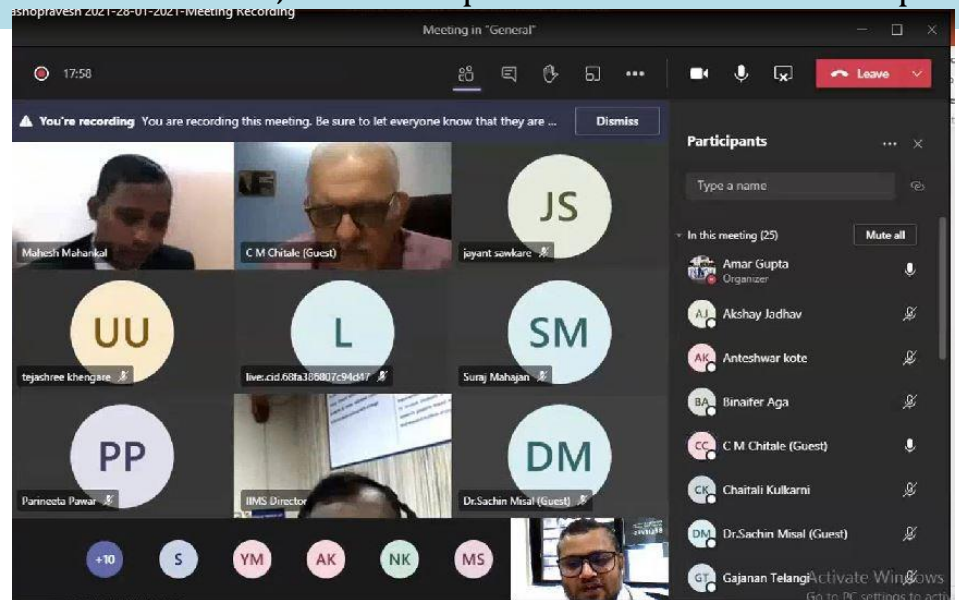 ashopravesh 2021-28-01-2021-Meeting Recording
Meeting in "General"
17:58
Leave
You're recording You are recording this meeting. Be sure to let everyone know that they are ...
Dismiss
Mahesh Mahankal
C M Chitale (Guest)
JS
jayant sawkare
UU
tejashree khengare
L
live:.cid.68fa386807c94d47
SM
Suraj Mahajan
PP
Parineeta Pawar
IIMS Director
DM
Dr.Sachin Misal (Guest)
+10
S
YM
AK
NK
MS
Participants
Type a name
In this meeting (25)
Mute all
Amar Gupta
Organizer
AJ
Akshay Jadhav
AK
Anteshwar kote
BA
Binaifer Aga
CC
C M Chitale (Guest)
CK
Chaitali Kulkarni
DM
Dr.Sachin Misal (Guest)
GT
Gajanan Telangi
Activate Windows
Go to PC settings to activ